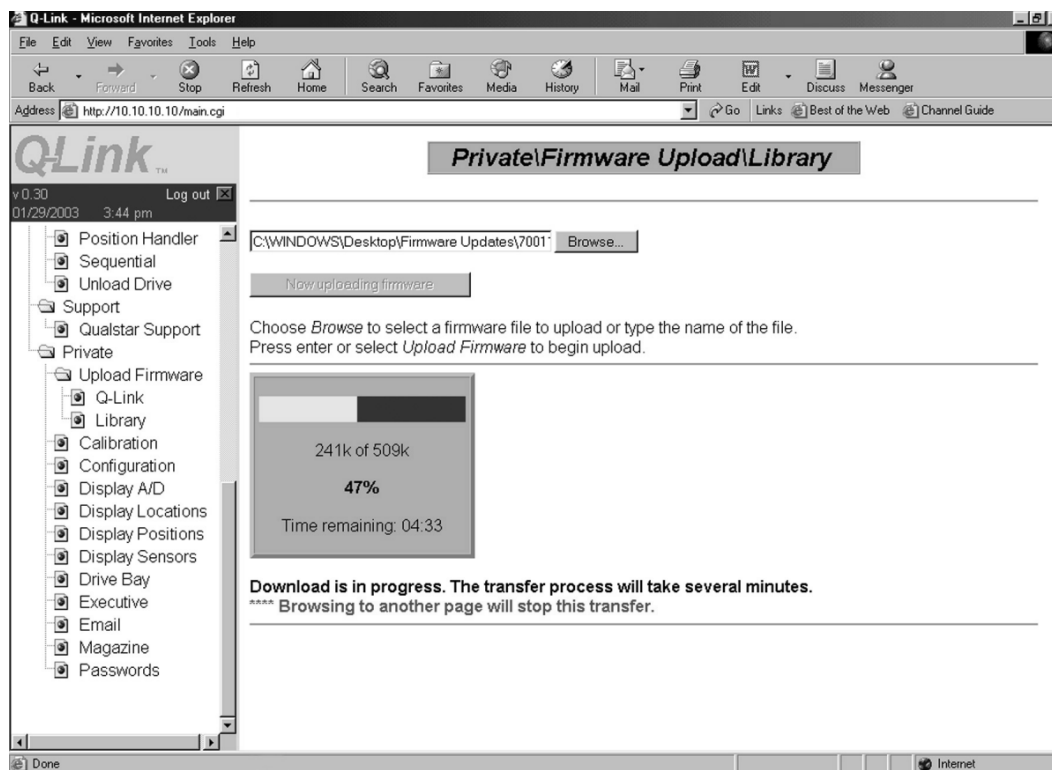 Q-Link - Microsoft Internet Explorer
File Edit View Favorites Tools Help
Back Forward Stop Refresh Home Search Favorites Media History Mail Print Edit Discuss Messenger
Address http://10.10.10.10/main.cgi Go Links Best of the Web Channel Guide
Q-Link TM
v 0.30 Log out
01/29/2003 3:44 pm
Position Handler
Sequential
Unload Drive
Support
Qualstar Support
Private
Upload Firmware
Q-Link
Library
Calibration
Configuration
Display A/D
Display Locations
Display Positions
Display Sensors
Drive Bay
Executive
Email
Magazine
Passwords
Private\Firmware Upload\Library
C:\WINDOWS\Desktop\Firmware Updates\7001 Browse...
Now uploading firmware
Choose Browse to select a firmware file to upload or type the name of the file.
Press enter or select Upload Firmware to begin upload.
241k of 509k
47%
Time remaining: 04:33
Download is in progress. The transfer process will take several minutes.
**** Browsing to another page will stop this transfer.
Done Internet